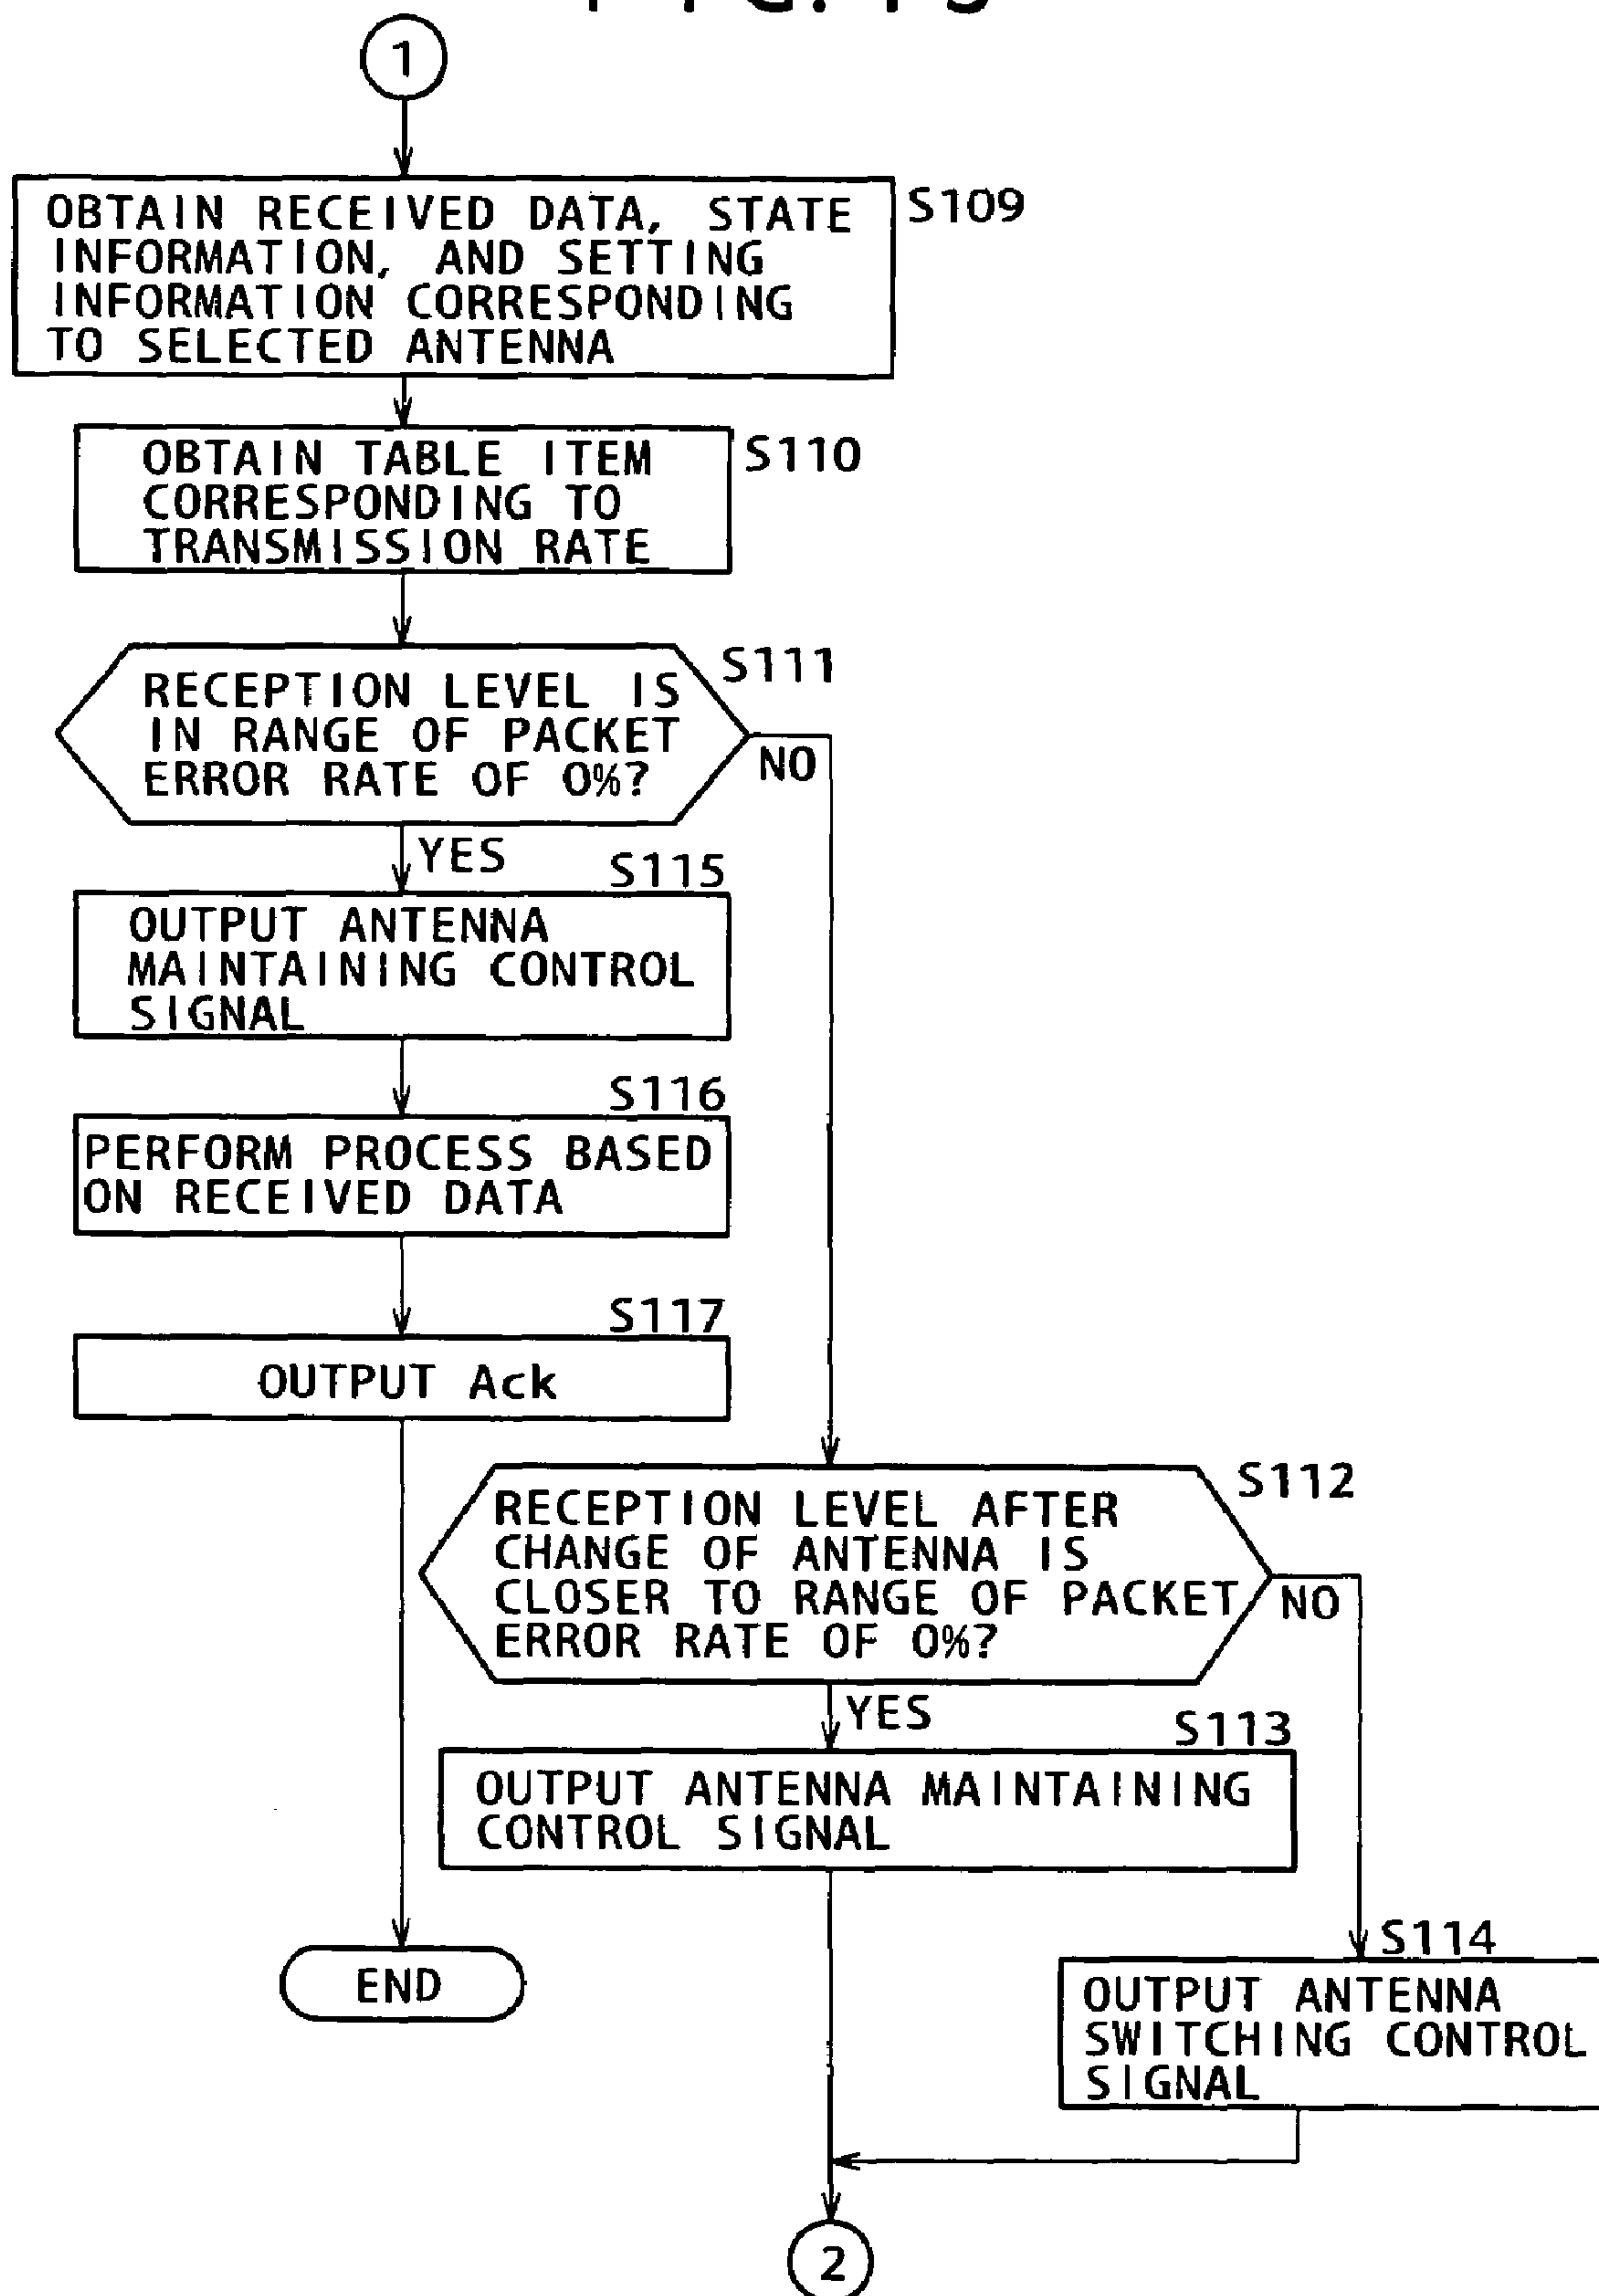 1
OBTAIN RECEIVED DATA, STATE
INFORMATION, AND SETTING
INFORMATION CORRESPONDING
TO SELECTED ANTENNA
S109
OBTAIN TABLE ITEM
CORRESPONDING TO
TRANSMISSION RATE
S110
RECEPTION LEVEL IS
IN RANGE OF PACKET
ERROR RATE OF 0%?
S111
NO
YES
S115
OUTPUT ANTENNA
MAINTAINING CONTROL
SIGNAL
S116
PERFORM PROCESS BASED
ON RECEIVED DATA
S117
OUTPUT Ack
S112
RECEPTION LEVEL AFTER
CHANGE OF ANTENNA IS
CLOSER TO RANGE OF PACKET
ERROR RATE OF 0%?
NO
YES
S113
OUTPUT ANTENNA MAINTAINING
CONTROL SIGNAL
END
S114
OUTPUT ANTENNA
SWITCHING CONTROL
SIGNAL
2